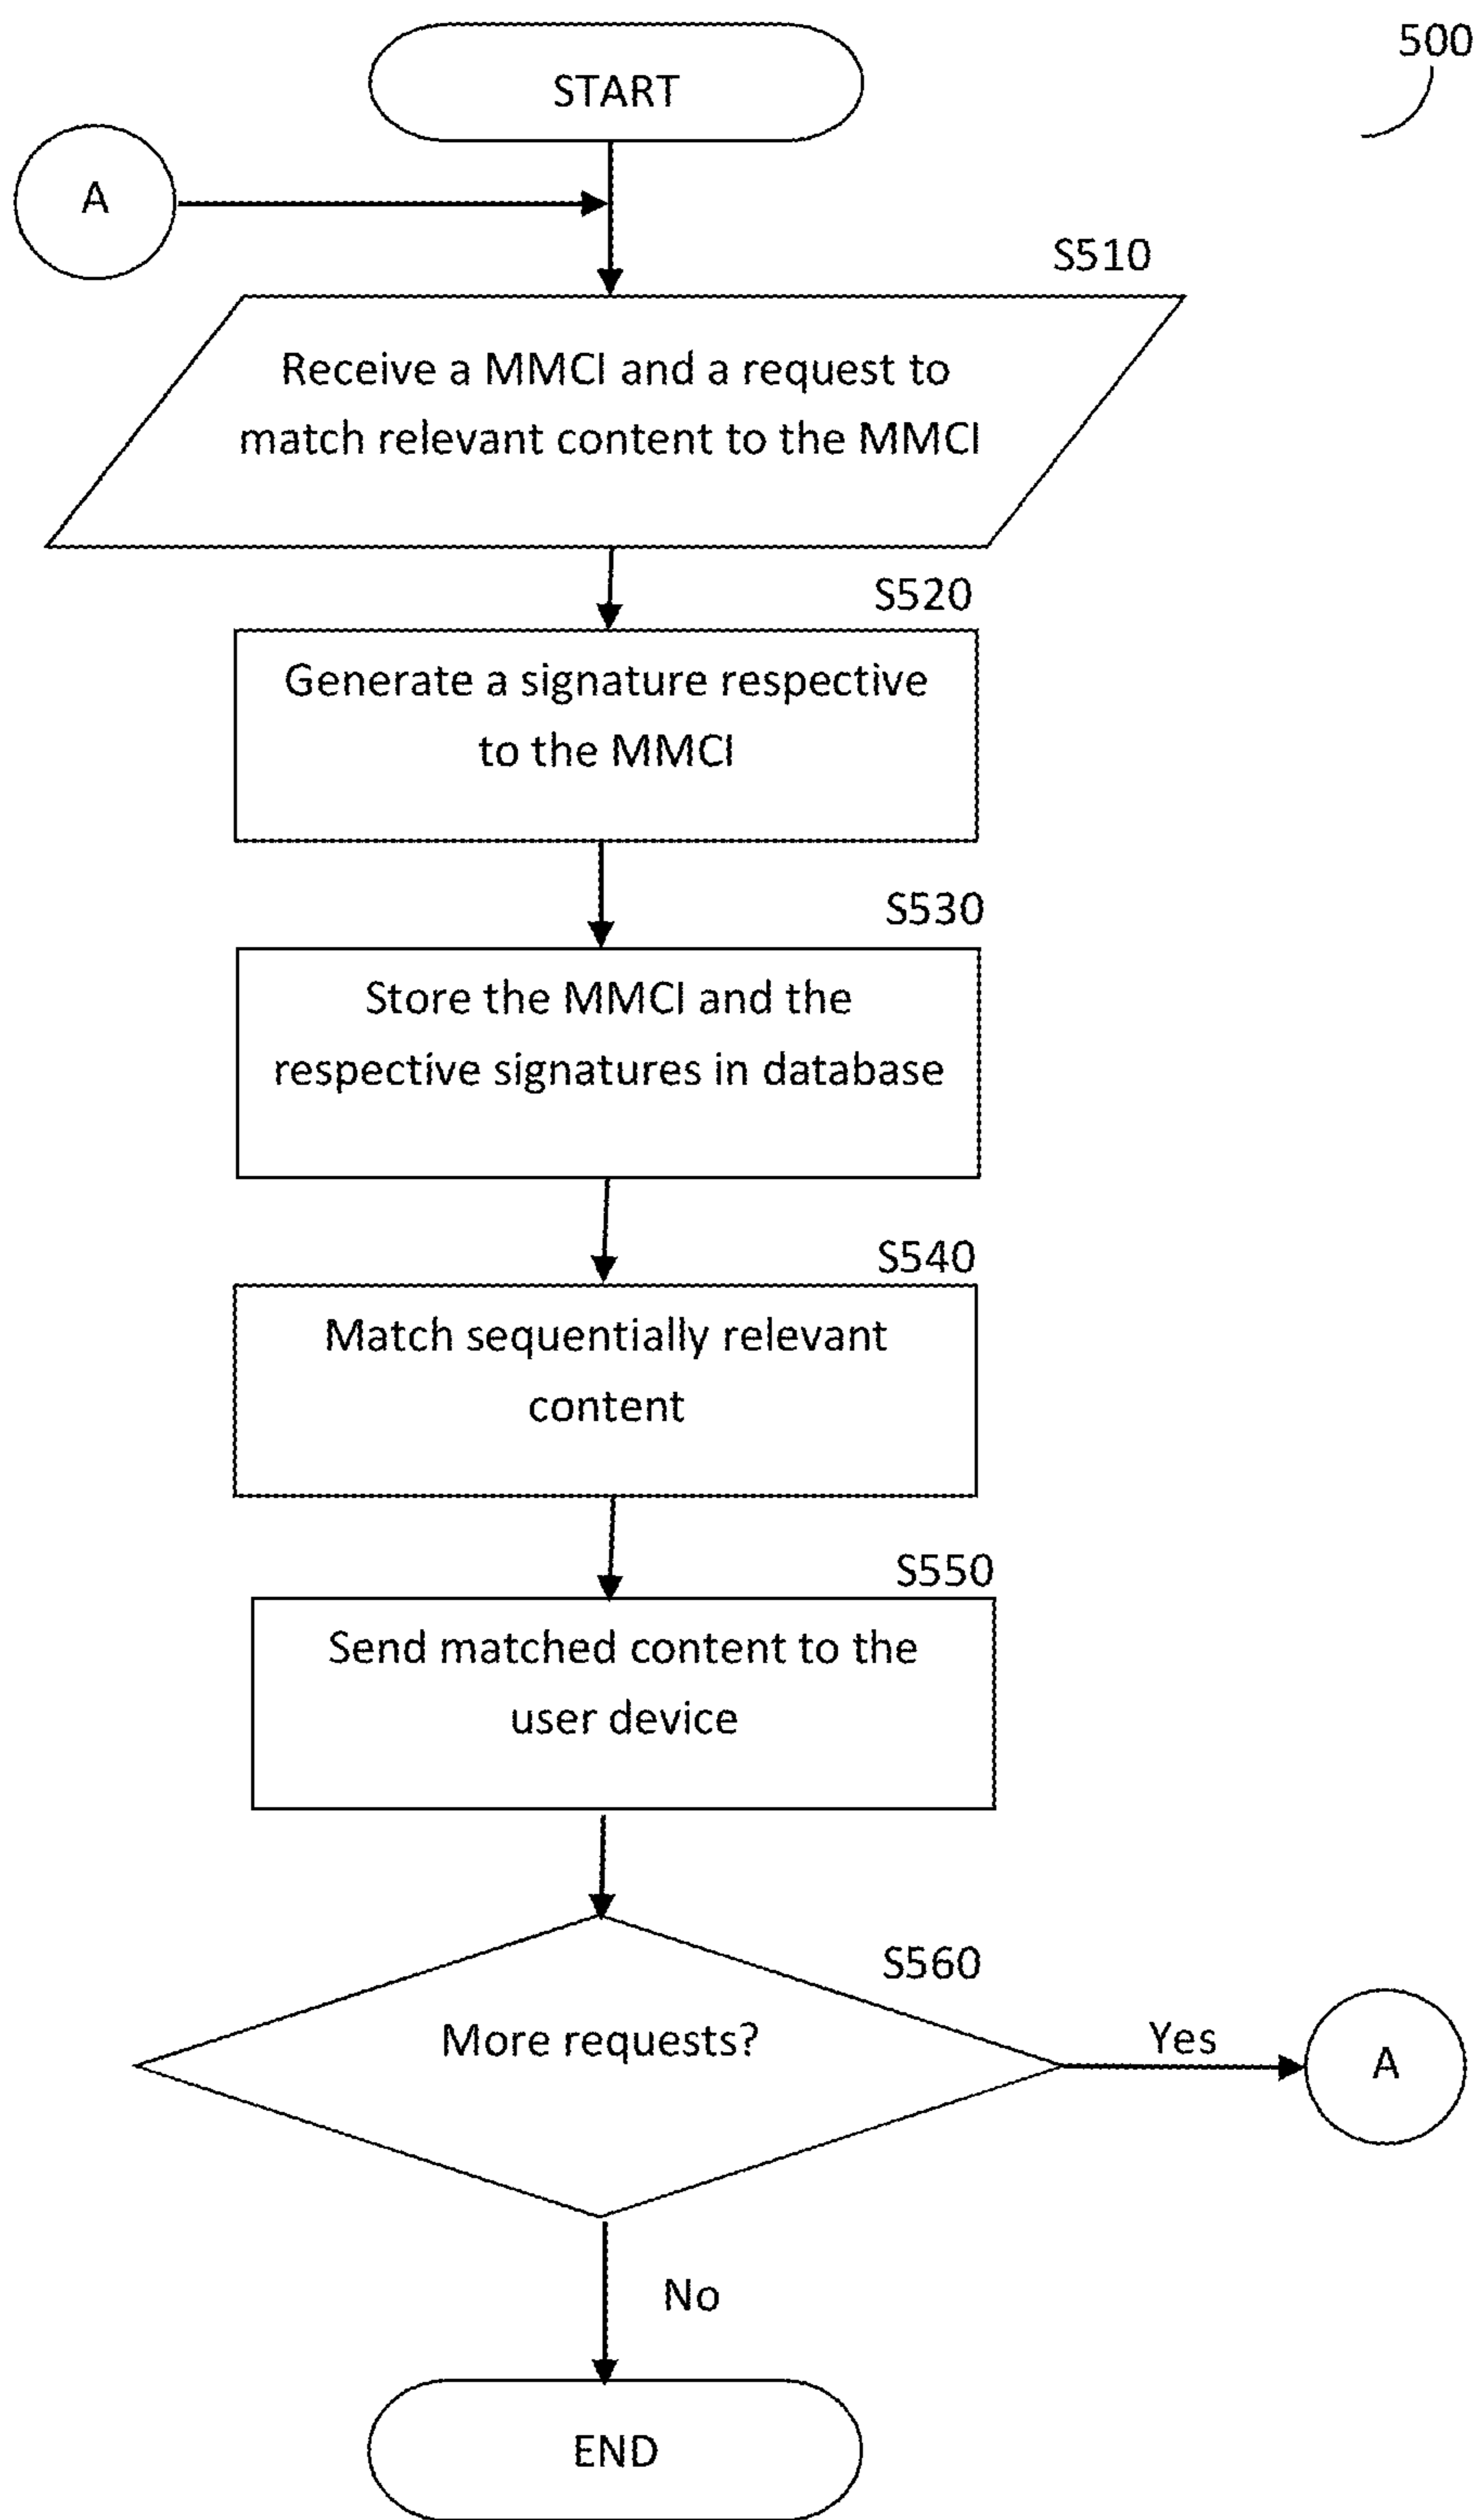 500
START
A
S510
Receive a MMCI and a request to
match relevant content to the MMCI
S520
Generate a signature respective
to the MMCI
S530
Store the MMCI and the
respective signatures in database
S540
Match sequentially relevant
content
S550
Send matched content to the
user device
S560
More requests?
Yes
A
No
END